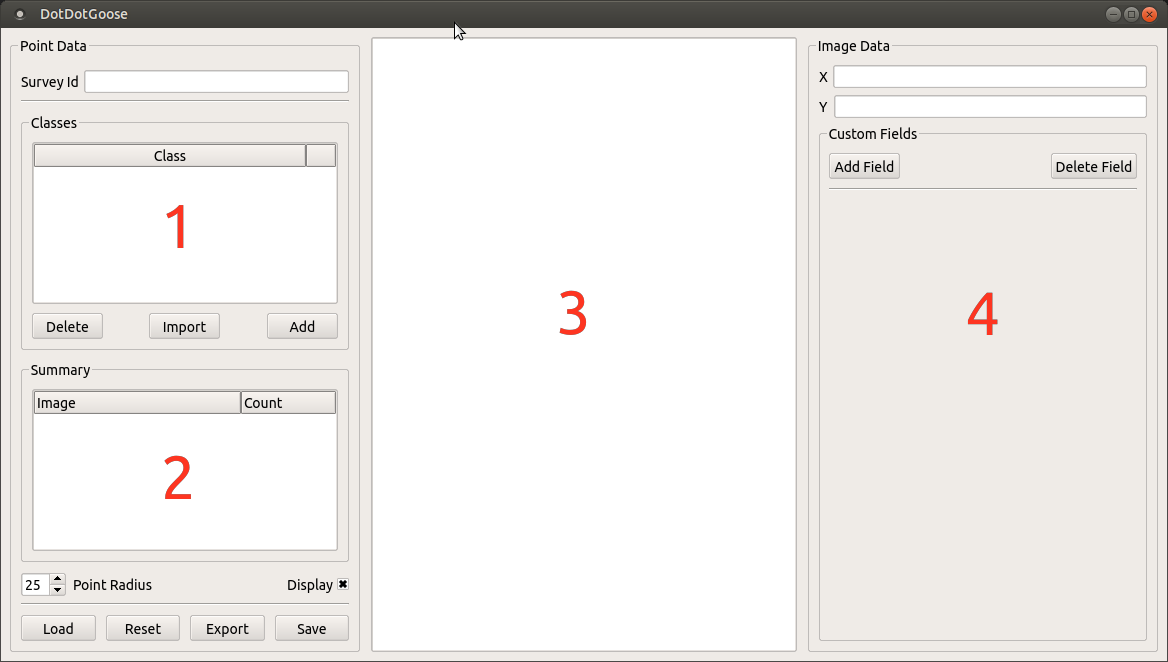 DotDotGoose
Point Data
Survey Id
Classes
Class
1
Delete Import Add
Summary
Image Count
2
25 Point Radius Display
Load Reset Export Save
3
Image Data
X
Y
Custom Fields
Add Field Delete Field
4